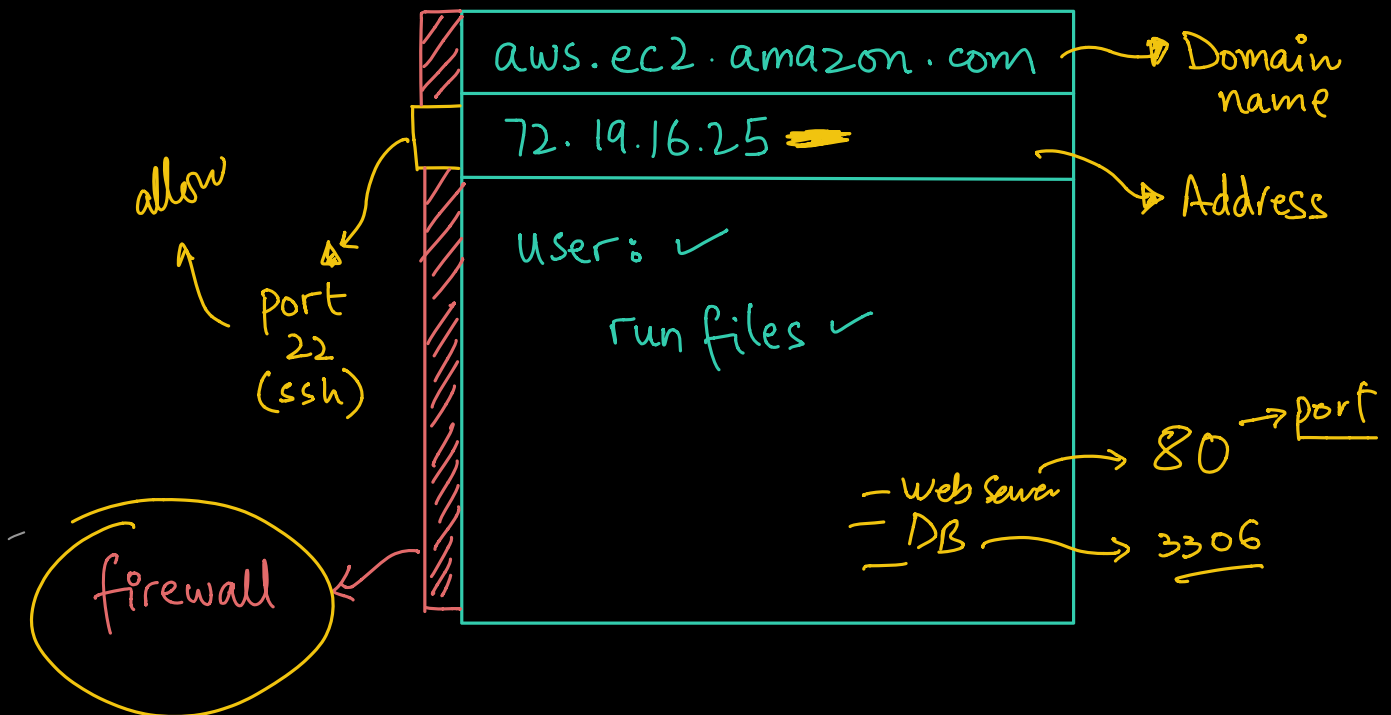 aws.ec2.amazon.com
Domain
name
72.19.16.25
Address
allow
port
22
(ssh)
user:
run files
80
port
web server
DB
3306
firewall